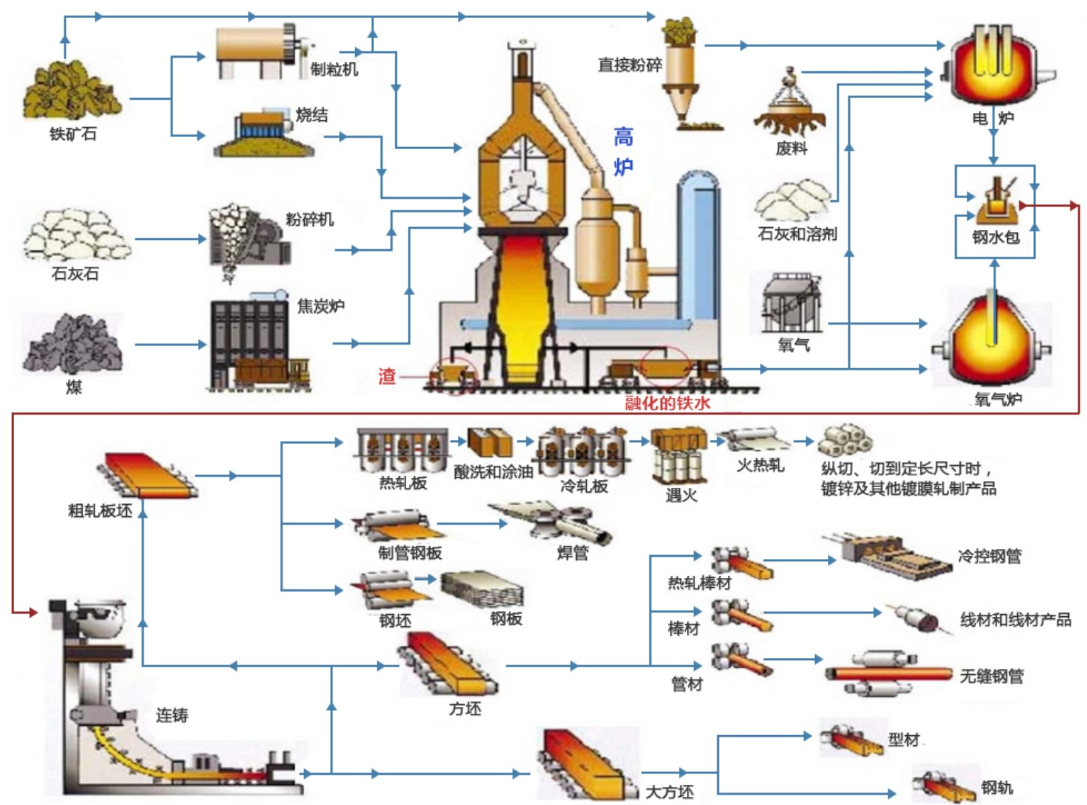 铁矿石
制粒机
烧结
石灰石
粉碎机
煤
焦炭炉
高
炉
渣
融化的铁水
直接粉碎
废料
石灰和溶剂
氧气
电 炉
钢水包
氧气炉
粗轧板坯
热轧板
酸洗和涂油
冷轧板
遇火
火热轧
纵切、切到定长尺寸时，
镀锌及其他镀膜轧制产品
制管钢板
焊管
钢坯
钢板
热轧棒材
冷控钢管
棒材
线材和线材产品
管材
无缝钢管
方坯
连铸
大方坯
型材
钢轨